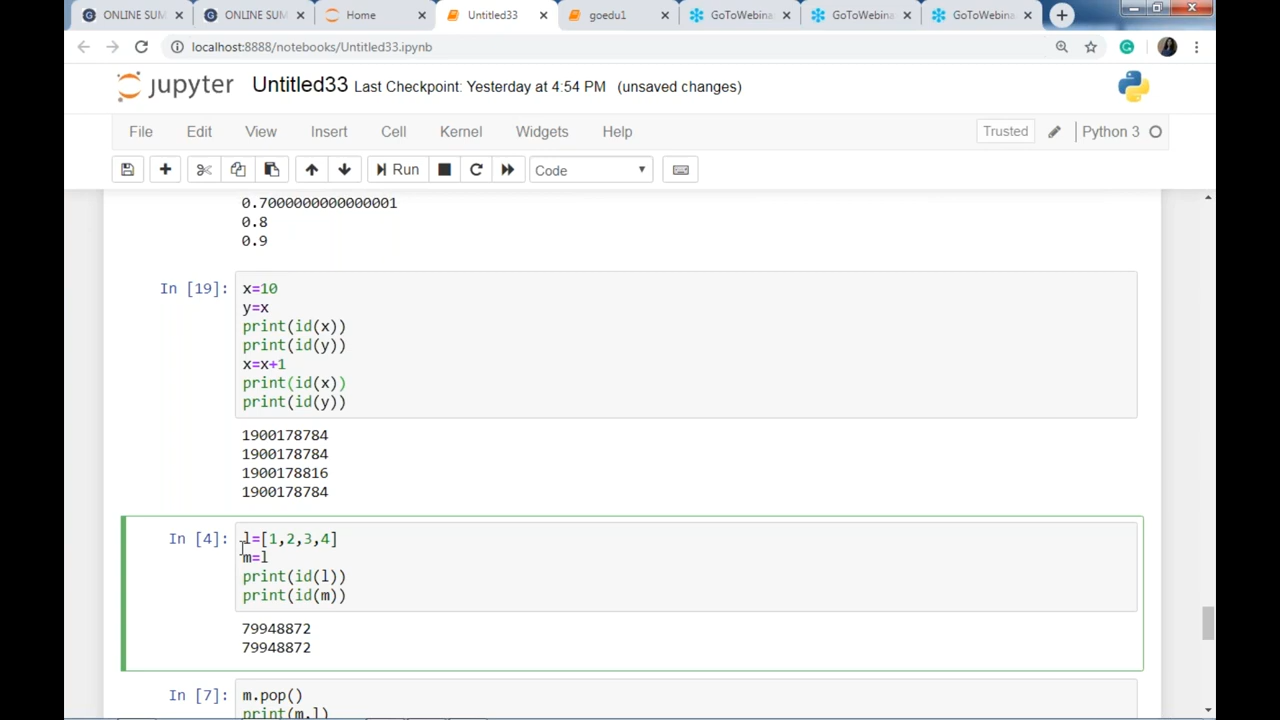 ONLINE SUM
ONLINE SUM
Home
Untitled33
goedu1
GoToWebina
GoToWebina
GoToWebina
localhost:8888/notebooks/Untitled33.ipynb
jupyter Untitled33 Last Checkpoint: Yesterday at 4:54 PM (unsaved changes)
File Edit View Insert Cell Kernel Widgets Help Trusted Python 3
Run Code
0.7000000000000001
0.8
0.9
In [19]: x=10
y=x
print(id(x))
print(id(y))
x=x+1
print(id(x))
print(id(y))
1900178784
1900178784
1900178816
1900178784
In [4]: l=[1,2,3,4]
m=l
print(id(l))
print(id(m))
79948872
79948872
In [7]: m.pop()
print(m,l)